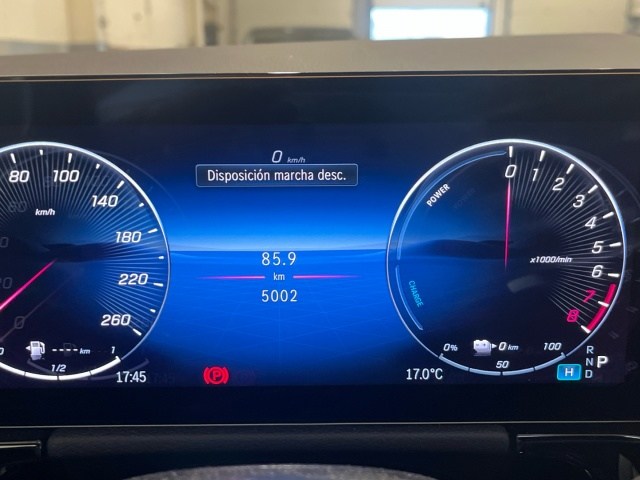 0 km/h
Disposición marcha desc.
80
100
140
180
220
260
km/h
85.9
km
5002
POWER
CHARGE
0
1
2
3
4
5
6
7
8
x1000/min
---- km
1/2
1
17:45
17.0°C
0%
50
100
0 km
H
R
N
D
P